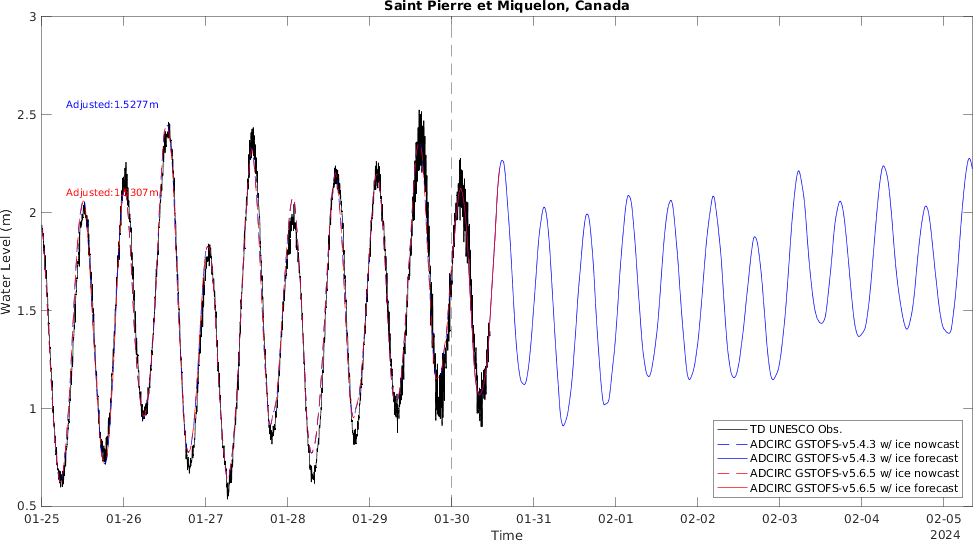 Saint Pierre et Miquelon, Canada
3
2.5
2
1.5
1
0.5
Water Level (m)
Adjusted:1.5277m
Adjusted:1.5307m
TD UNESCO Obs.
ADCIRC GSTOFS-v5.4.3 w/ ice nowcast
ADCIRC GSTOFS-v5.4.3 w/ ice forecast
ADCIRC GSTOFS-v5.6.5 w/ ice nowcast
ADCIRC GSTOFS-v5.6.5 w/ ice forecast
01-25 01-26 01-27 01-28 01-29 01-30 01-31 02-01 02-02 02-03 02-04 02-05
Time 2024